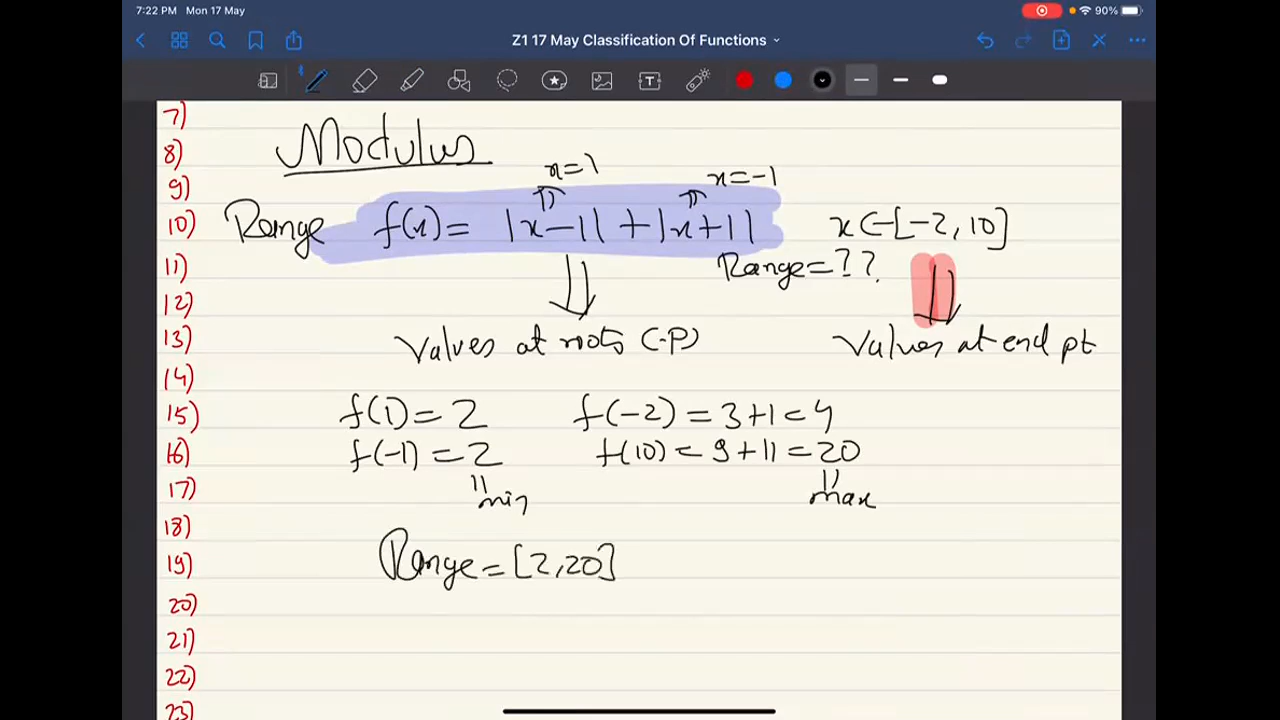 7:22 PM Mon 17 May 90%
Z1 17 May Classification Of Functions
7) Modulus
8)
9) x=1 x=-1
10) Range f(x)= |x-1| + |x+1| x ∈ [-2, 10]
11) Range=??
12)
13) Values at roots (C.P) Values at end pt
14)
15) f(1) = 2 f(-2) = 3+1 = 4
16) f(-1) = 2 f(10) = 9+11 = 20
17) min max
18)
19) Range = [2,20]
20)
21)
22)
23)